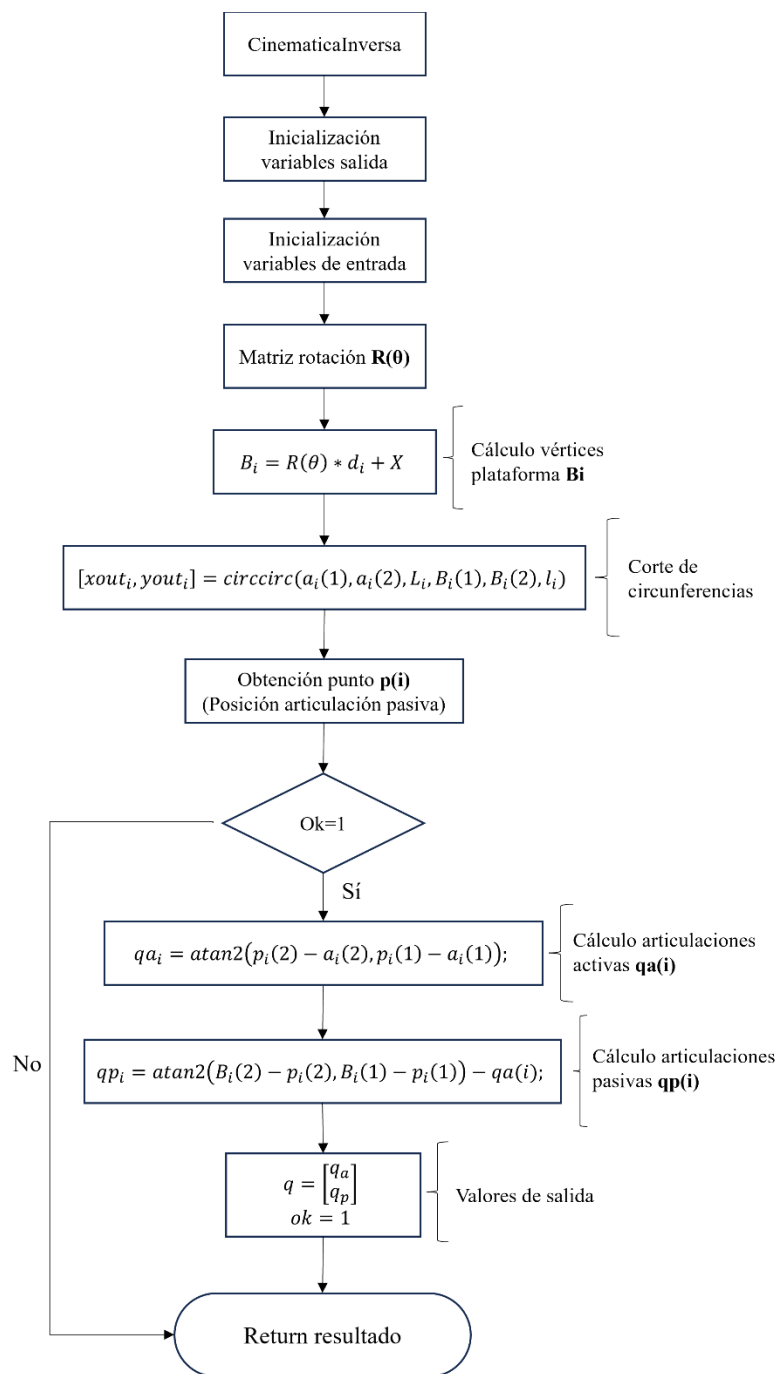 CinematicaInversa
Inicialización
variables salida
Inicialización
variables de entrada
Matriz rotación R(θ)
B_i = R(θ) ∗ d_i + X
Cálculo vértices
plataforma Bi
[xout_i, yout_i] = circcirc(a_i(1), a_i(2), L_i, B_i(1), B_i(2), l_i)
Corte de
circunferencias
Obtención punto p(i)
(Posición articulación pasiva)
Ok=1
Sí
qa_i = atan2(p_i(2) − a_i(2), p_i(1) − a_i(1));
Cálculo articulaciones
activas qa(i)
No
qp_i = atan2(B_i(2) − p_i(2), B_i(1) − p_i(1)) − qa(i);
Cálculo articulaciones
pasivas qp(i)
q = [q_a
q_p]
ok = 1
Valores de salida
Return resultado